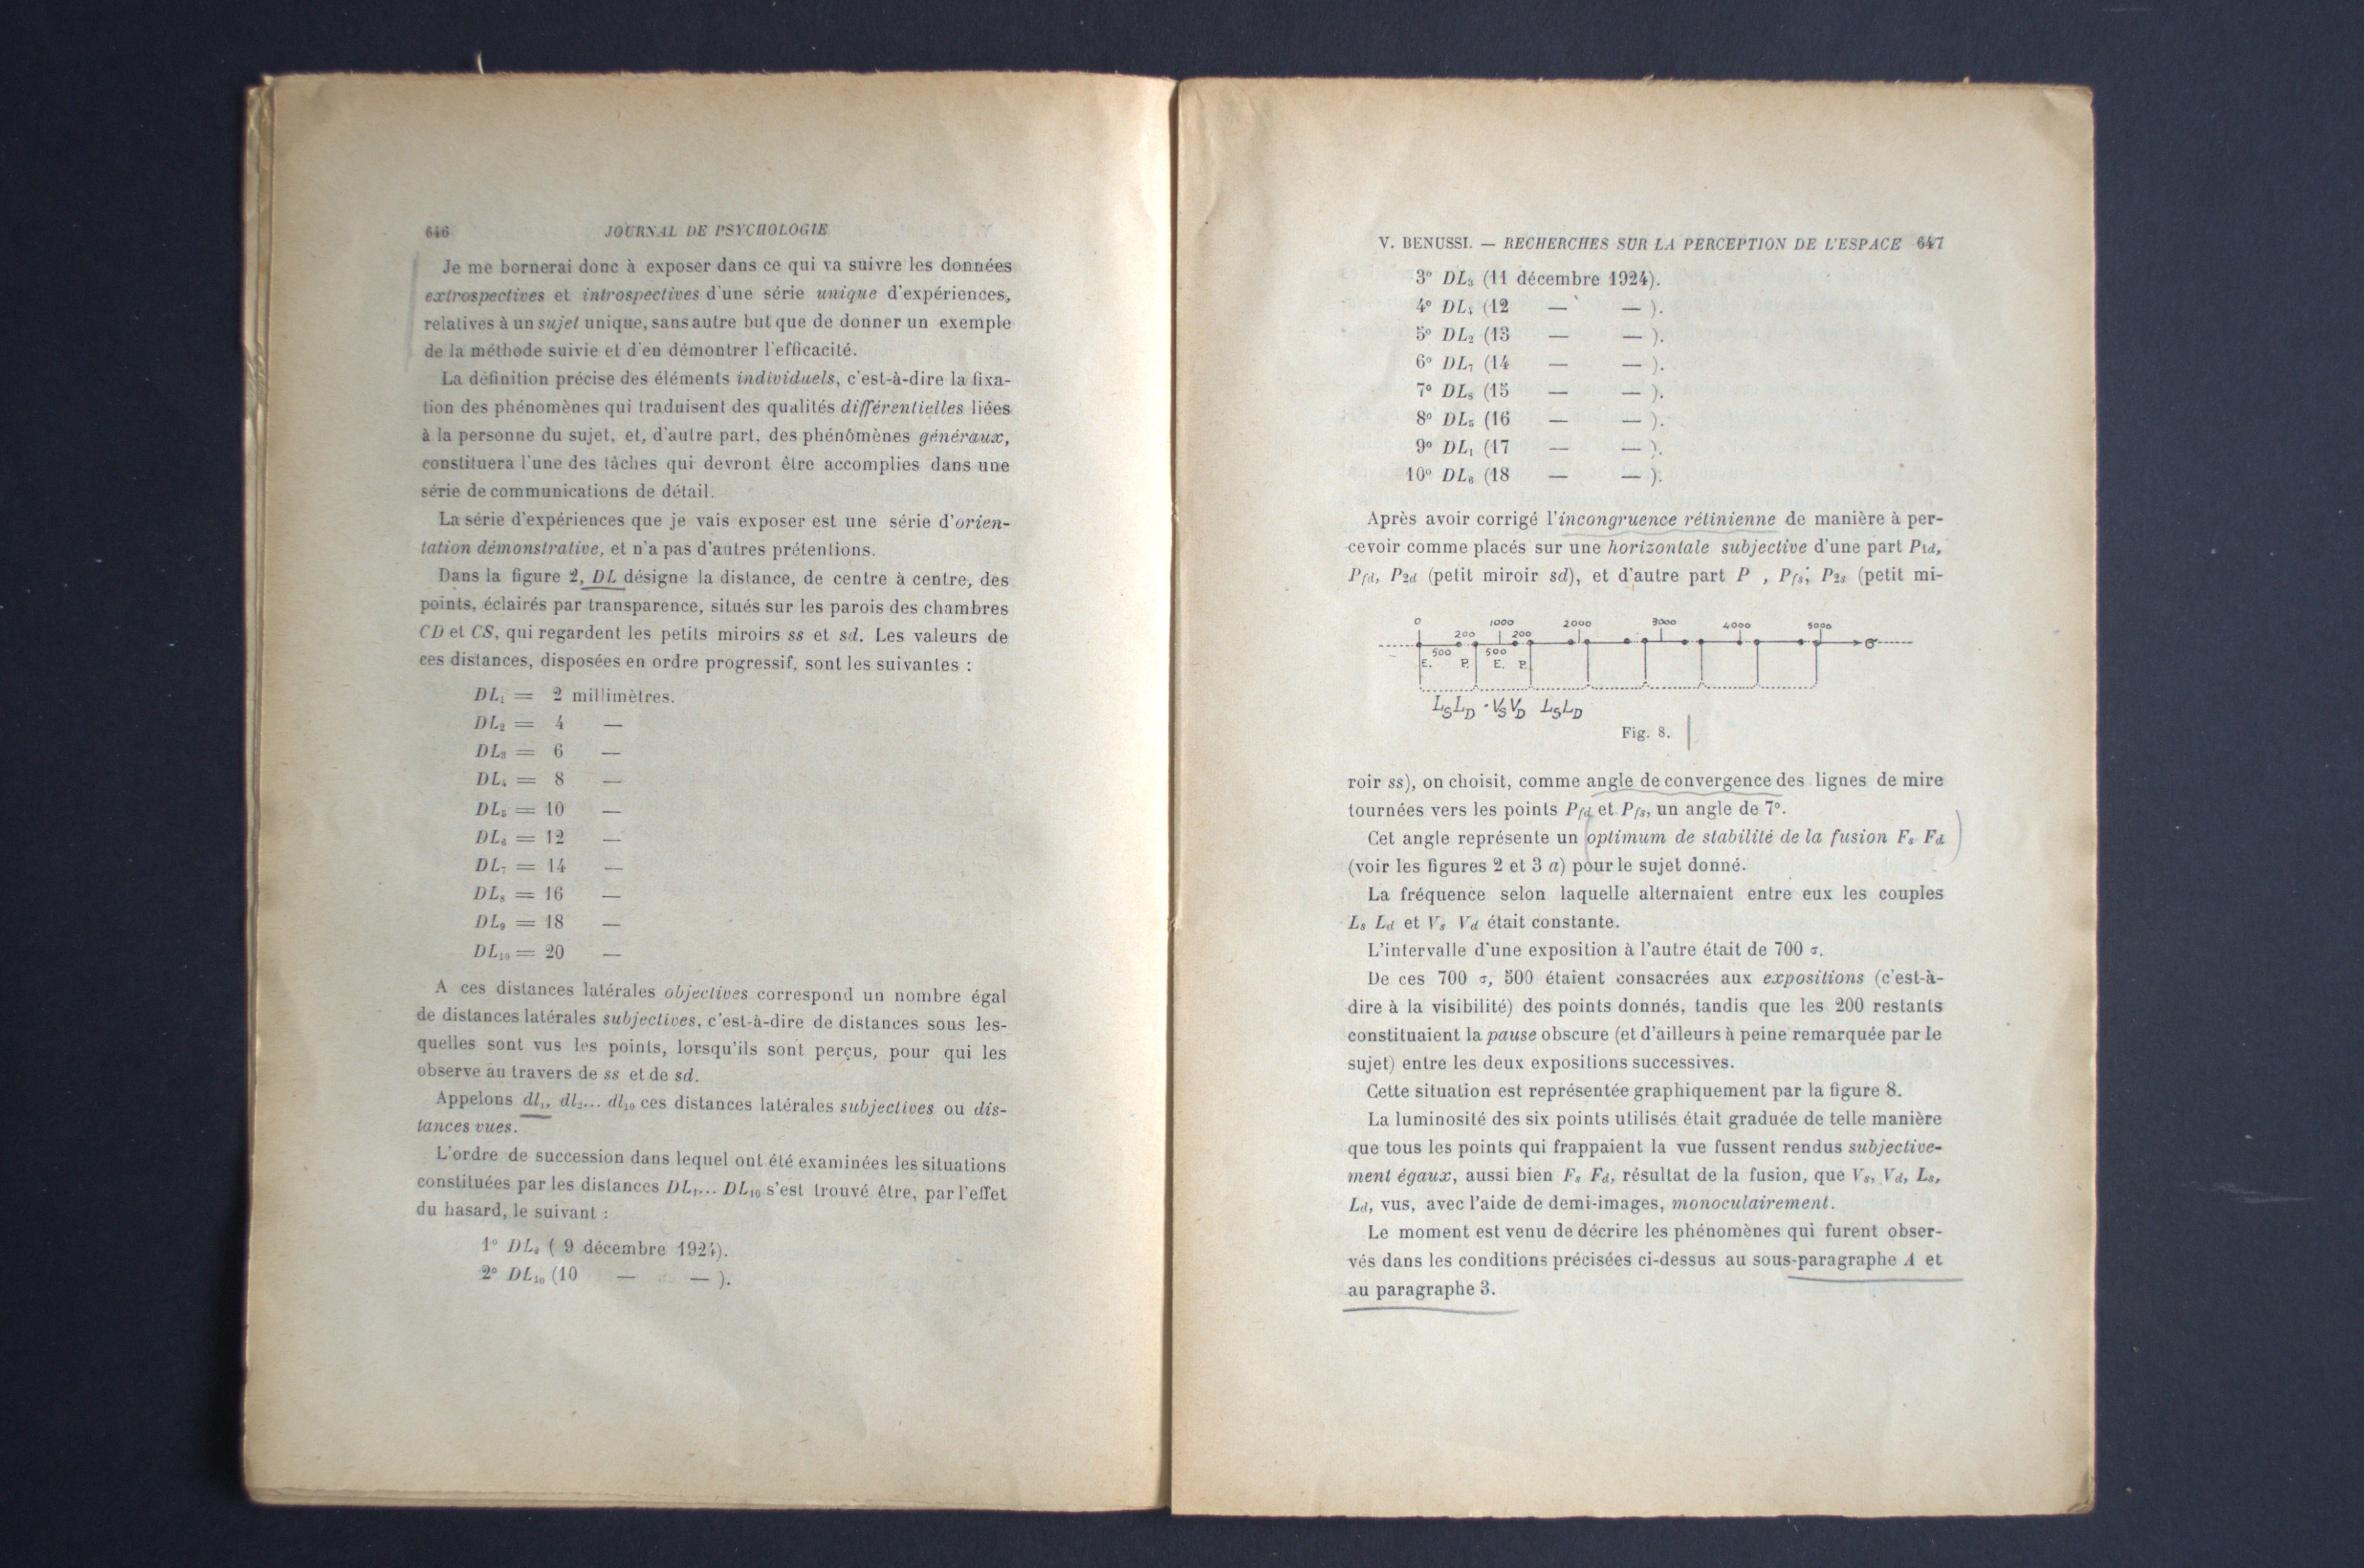 646 JOURNAL DE PSYCHOLOGIE
Je me bornerai donc à exposer dans ce qui va suivre les données
extrospectives et introspectives d'une série unique d'expériences,
relatives à un sujet unique, sans autre but que de donner un exemple
de la méthode suivie et d'en démontrer l'efficacité.
La définition précise des éléments individuels, c'est-à-dire la fixa-
tion des phénomènes qui traduisent des qualités différentielles liées
à la personne du sujet, et, d'autre part, des phénomènes généraux,
constituera l'une des tâches qui devront être accomplies dans une
série de communications de détail.
La série d'expériences que je vais exposer est une série d'orien-
tation démonstrative, et n'a pas d'autres prétentions.
Dans la figure 2, DL désigne la distance, de centre à centre, des
points, éclairés par transparence, situés sur les parois des chambres
CD et CS, qui regardent les petits miroirs ss et sd. Les valeurs de
ces distances, disposées en ordre progressif, sont les suivantes :
DL₁ = 2 millimètres.
DL₂ = 4 —
DL₃ = 6 —
DL₄ = 8 —
DL₅ = 10 —
DL₆ = 12 —
DL₇ = 14 —
DL₈ = 16 —
DL₉ = 18 —
DL₁₀ = 20 —
A ces distances latérales objectives correspond un nombre égal
de distances latérales subjectives, c'est-à-dire de distances sous les-
quelles sont vus les points, lorsqu'ils sont perçus, pour qui les
observe au travers de ss et de sd.
Appelons dl₁, dl₂... dl₁₀ ces distances latérales subjectives ou dis-
tances vues.
L'ordre de succession dans lequel ont été examinées les situations
constituées par les distances DL₁... DL₁₀ s'est trouvé être, par l'effet
du hasard, le suivant :
1° DL₉ ( 9 décembre 1924).
2° DL₁₀ (10 — — ).
V. BENUSSI. — RECHERCHES SUR LA PERCEPTION DE L'ESPACE 647
3° DL₃ (11 décembre 1924).
4° DL₄ (12 — — ).
5° DL₂ (13 — — ).
6° DL₇ (14 — — ).
7° DL₈ (15 — — ).
8° DL₅ (16 — — ).
9° DL₁ (17 — — ).
10° DL₆ (18 — — ).
Après avoir corrigé l'incongruence rétinienne de manière à per-
cevoir comme placés sur une horizontale subjective d'une part P1d,
Pfd, P2d (petit miroir sd), et d'autre part P , Pfs, P2s (petit mi-
0 1000 2000 3000 4000 5000
200 200
σ
500 500
E. P. E. P.
LSLD VSVD LSLD
Fig. 8.
roir ss), on choisit, comme angle de convergence des lignes de mire
tournées vers les points Pfd et Pfs, un angle de 7°.
Cet angle représente un optimum de stabilité de la fusion Fs Fd
(voir les figures 2 et 3 a) pour le sujet donné.
La fréquence selon laquelle alternaient entre eux les couples
Ls Ld et Vs Vd était constante.
L'intervalle d'une exposition à l'autre était de 700 σ.
De ces 700 σ, 500 étaient consacrées aux expositions (c'est-à-
dire à la visibilité) des points donnés, tandis que les 200 restants
constituaient la pause obscure (et d'ailleurs à peine remarquée par le
sujet) entre les deux expositions successives.
Cette situation est représentée graphiquement par la figure 8.
La luminosité des six points utilisés était graduée de telle manière
que tous les points qui frappaient la vue fussent rendus subjective-
ment égaux, aussi bien Fs Fd, résultat de la fusion, que Vs, Vd, Ls,
Ld, vus, avec l'aide de demi-images, monoculairement.
Le moment est venu de décrire les phénomènes qui furent obser-
vés dans les conditions précisées ci-dessus au sous-paragraphe A et
au paragraphe 3.